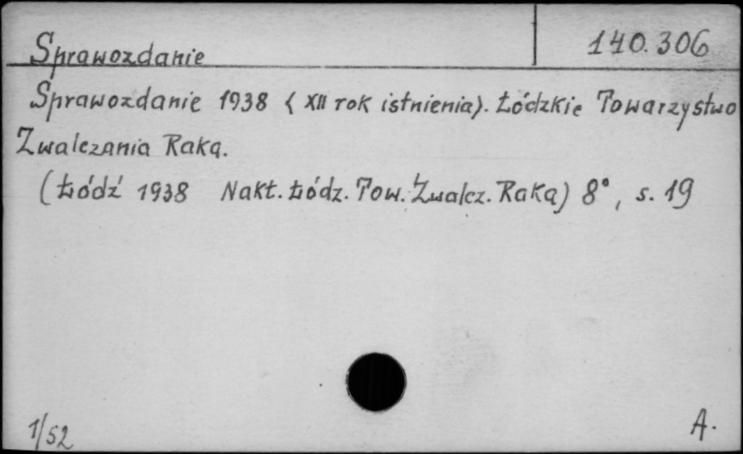 Sprawozdanie 140.306
Sprawozdanie 1938 < XII rok istnienia>. Łódzkie Towarzystwo
Zwalczania Raka.
(Łódź 1938 Nakł. Łódz. Tow. Zwalcz. Raka) 8°, s. 19
1/52 A.